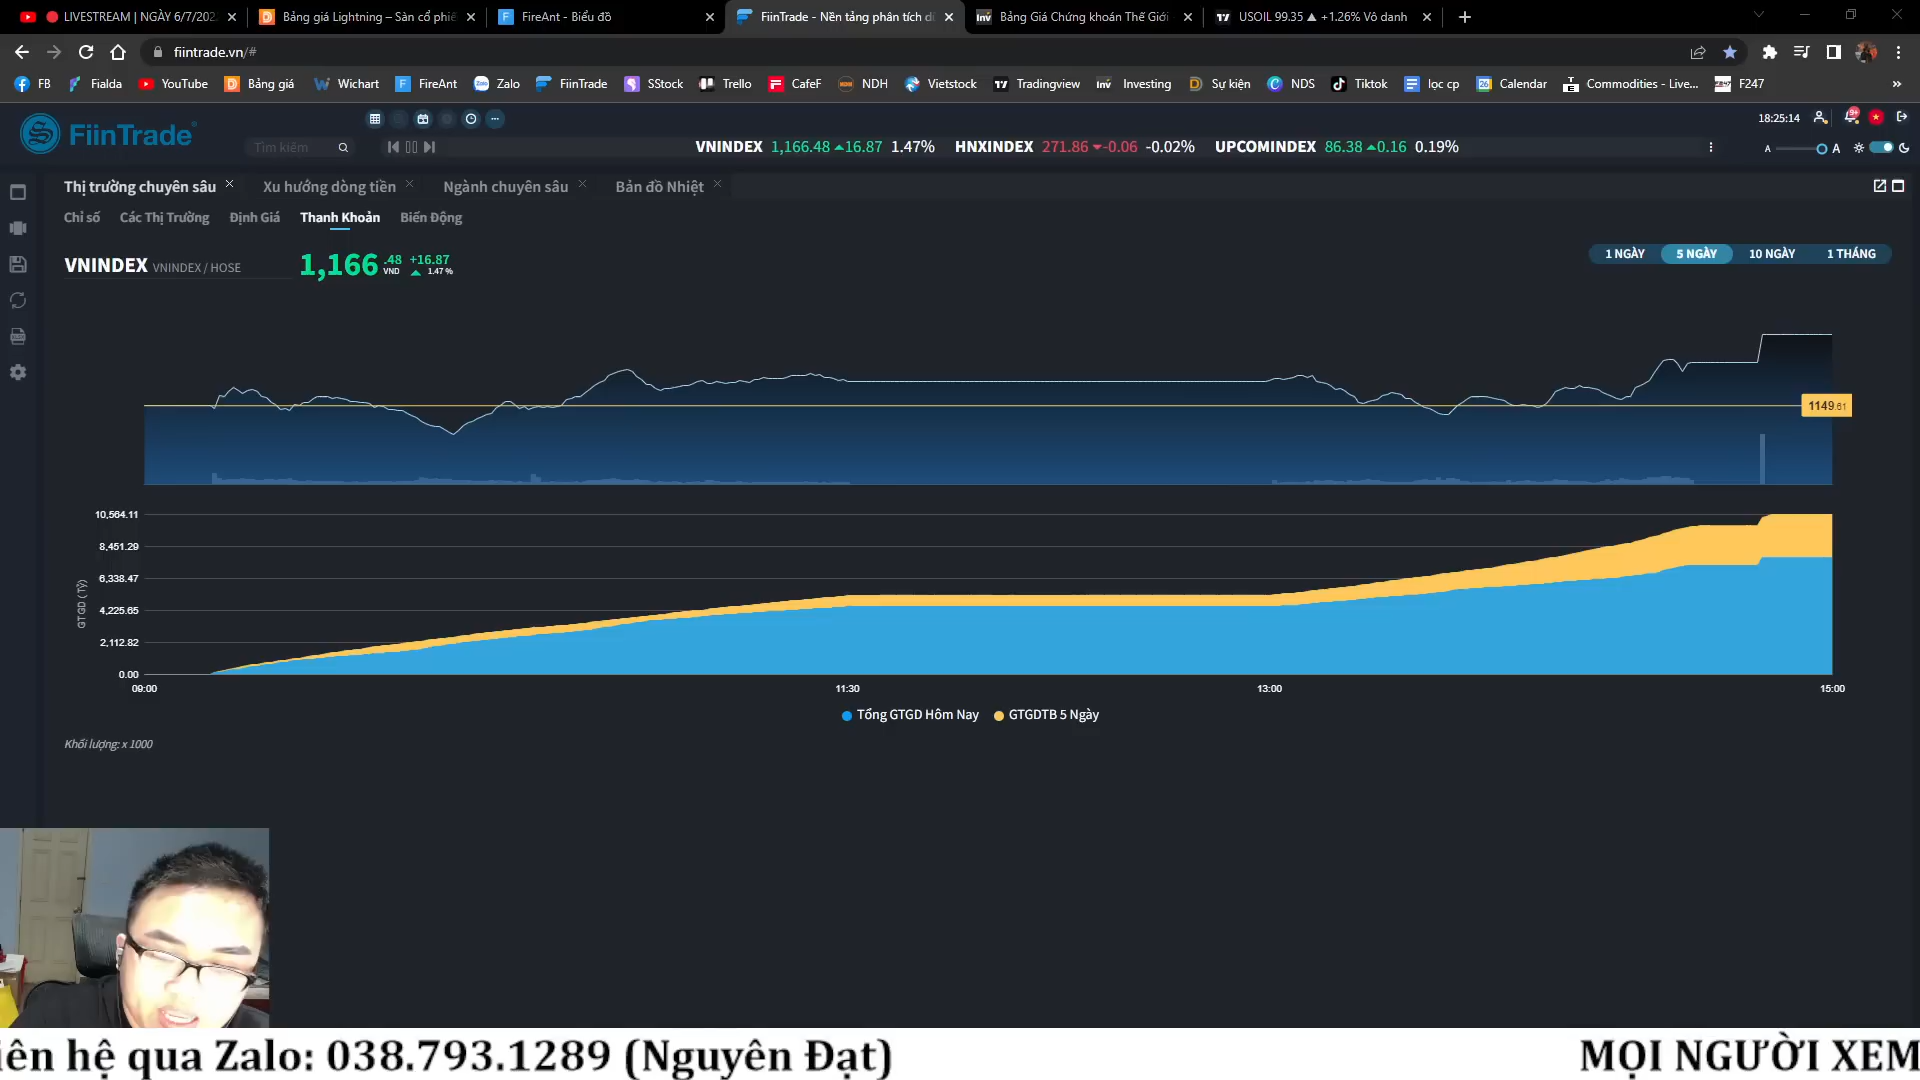 LIVESTREAM | NGÀY 6/7/202
Bảng giá Lightning – Sàn cổ phiế
FireAnt - Biểu đồ
FiinTrade - Nền tảng phân tích dữ
Bảng Giá Chứng khoán Thế Giới
USOIL 99.35 ▲ +1.26% Vô danh
fiintrade.vn/#
FB Fialda YouTube Bảng giá Wichart FireAnt Zalo FiinTrade SStock Trello CafeF NDH Vietstock Tradingview Investing Sự kiện NDS Tiktok lọc cp Calendar Commodities - Live... F247
FiinTrade
Tìm kiếm
18:25:14
VNINDEX 1,166.48 16.87 1.47% HNXINDEX 271.86 -0.06 -0.02% UPCOMINDEX 86.38 0.16 0.19%
A A
Thị trường chuyên sâu Xu hướng dòng tiền Ngành chuyên sâu Bản đồ Nhiệt
Chỉ số Các Thị Trường Định Giá Thanh Khoản Biến Động
VNINDEX VNINDEX / HOSE 1,166.48 VND +16.87 1.47 %
1 NGÀY 5 NGÀY 10 NGÀY 1 THÁNG
1149.61
10,564.11
8,451.29
6,338.47
4,225.65
2,112.82
0.00
GTGD (Tỷ)
09:00 11:30 13:00 15:00
Tổng GTGD Hôm Nay GTGDTB 5 Ngày
Khối lượng: x 1000
iên hệ qua Zalo: 038.793.1289 (Nguyên Đạt)
MỌI NGƯỜI XEM